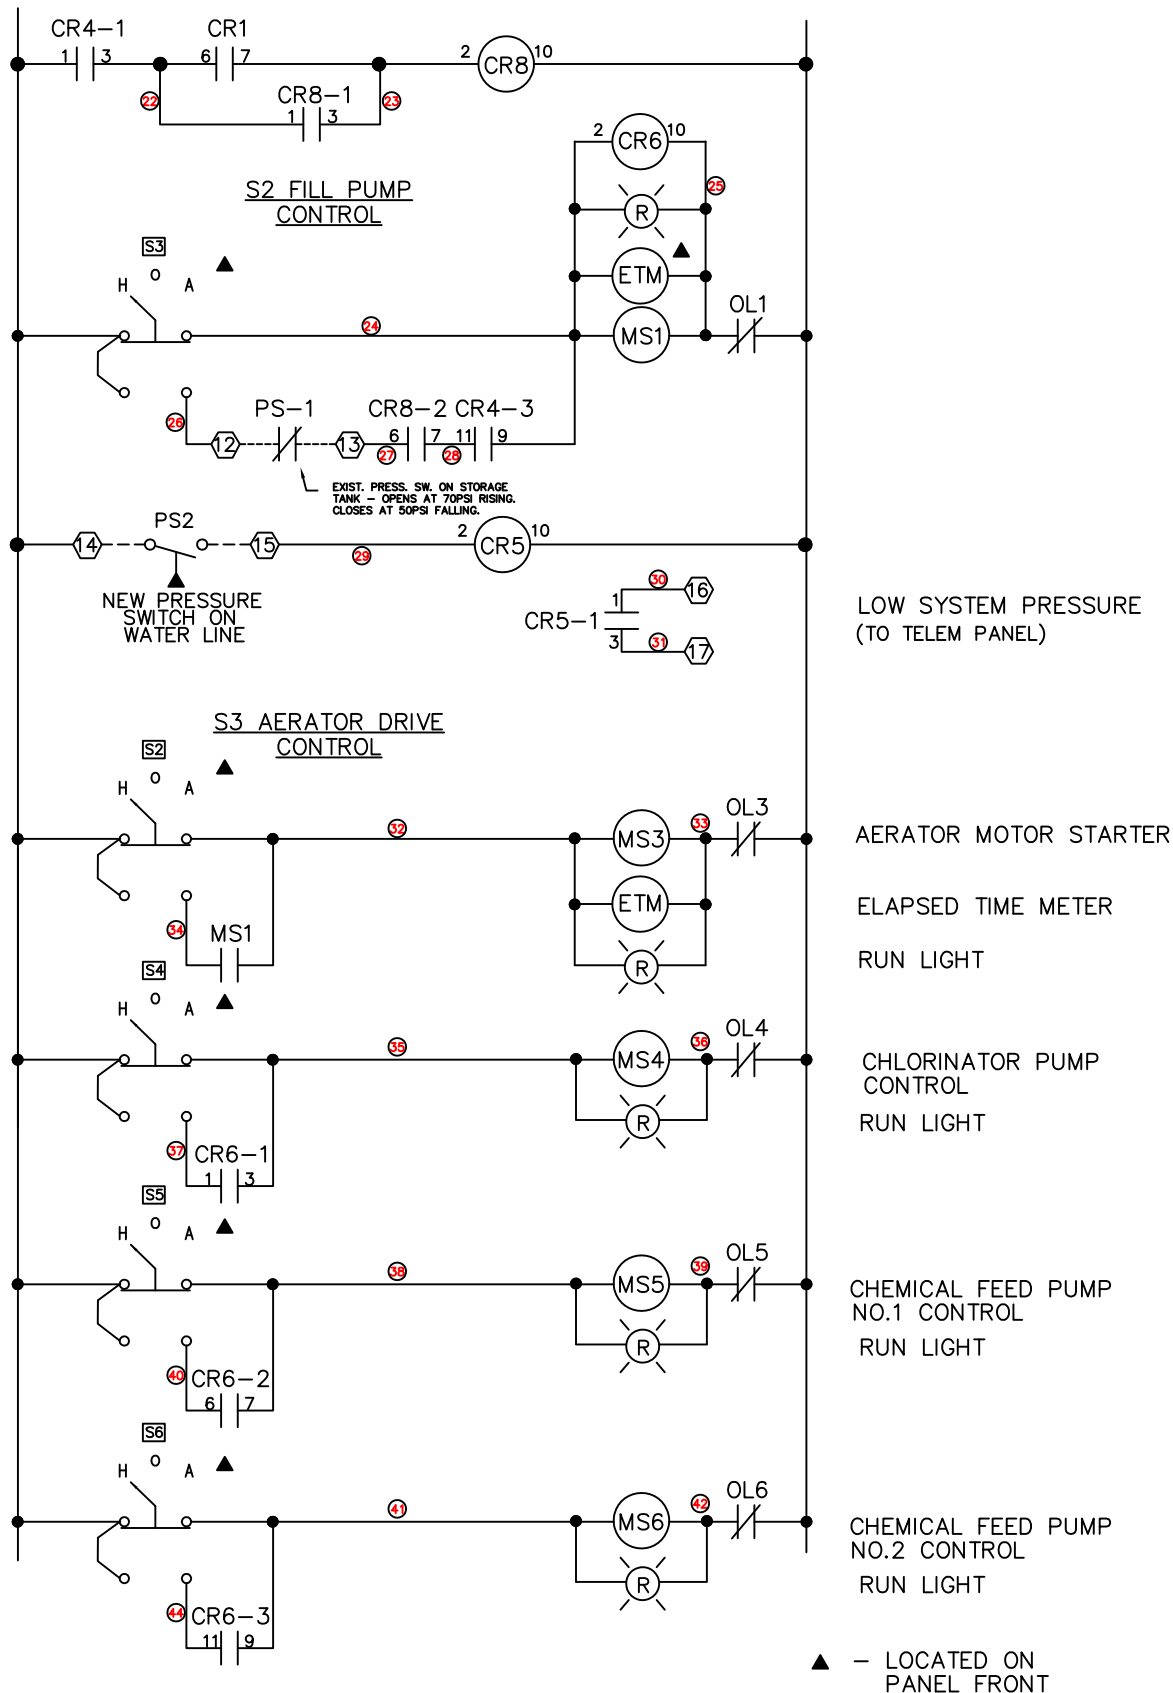 CR4-1 CR1
1 3 6 7 2 CR8 10
22 CR8-1 23
1 3
2 CR6 10
25
S2 FILL PUMP
CONTROL
R
S3
H O A
ETM
24 MS1 OL1
26 PS-1 CR8-2 CR4-3
12 13 6 7 11 9
27 28
EXIST. PRESS. SW. ON STORAGE
TANK - OPENS AT 70PSI RISING.
CLOSES AT 50PSI FALLING.
PS2
14 15 29 2 CR5 10
NEW PRESSURE
SWITCH ON
WATER LINE
30 16
1
CR5-1
3 31 17
LOW SYSTEM PRESSURE
(TO TELEM PANEL)
S3 AERATOR DRIVE
CONTROL
S2
H O A
32 MS3 33 OL3 AERATOR MOTOR STARTER
ETM ELAPSED TIME METER
34 MS1
R RUN LIGHT
S4
H O A
35 MS4 36 OL4 CHLORINATOR PUMP
CONTROL
R RUN LIGHT
37 CR6-1
1 3
S5
H O A
38 MS5 39 OL5 CHEMICAL FEED PUMP
NO.1 CONTROL
R RUN LIGHT
40 CR6-2
6 7
S6
H O A
41 MS6 42 OL6 CHEMICAL FEED PUMP
NO.2 CONTROL
R RUN LIGHT
44 CR6-3
11 9
- LOCATED ON
PANEL FRONT